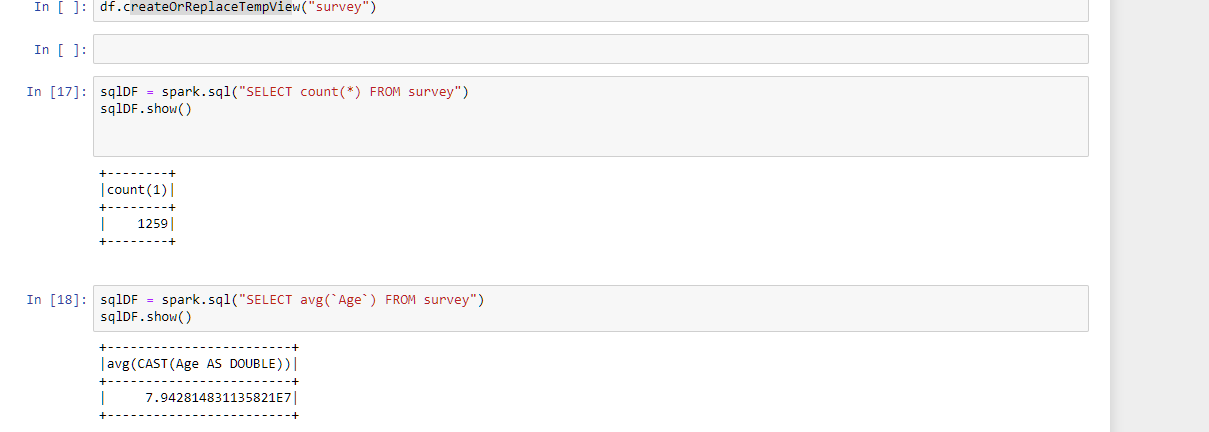 In [ ]: df.createOrReplaceTempView("survey")
In [ ]:
In [17]: sqlDF = spark.sql("SELECT count(*) FROM survey")
sqlDF.show()
+--------+
|count(1)|
+--------+
|    1259|
+--------+
In [18]: sqlDF = spark.sql("SELECT avg(`Age`) FROM survey")
sqlDF.show()
+------------------------+
|avg(CAST(Age AS DOUBLE))|
+------------------------+
|     7.942814831135821E7|
+------------------------+